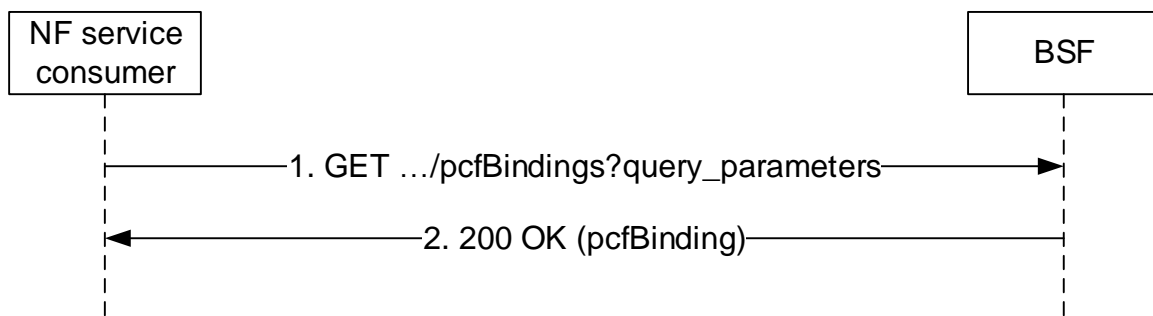 NF service
consumer
BSF
1. GET …/pcfBindings?query_parameters
2. 200 OK (pcfBinding)